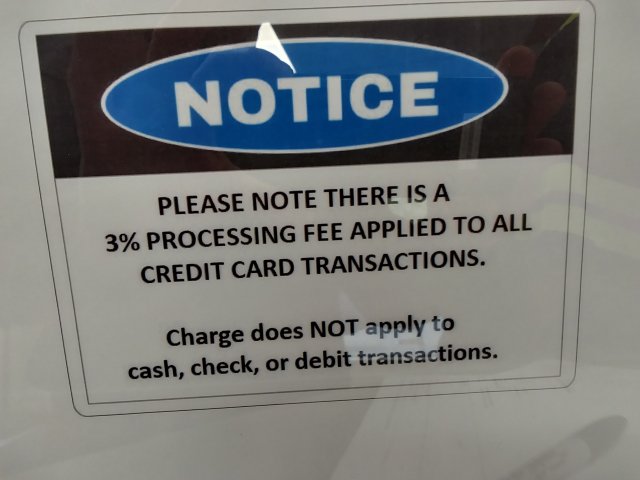 NOTICE
PLEASE NOTE THERE IS A
3% PROCESSING FEE APPLIED TO ALL
CREDIT CARD TRANSACTIONS.
Charge does NOT apply to
cash, check, or debit transactions.